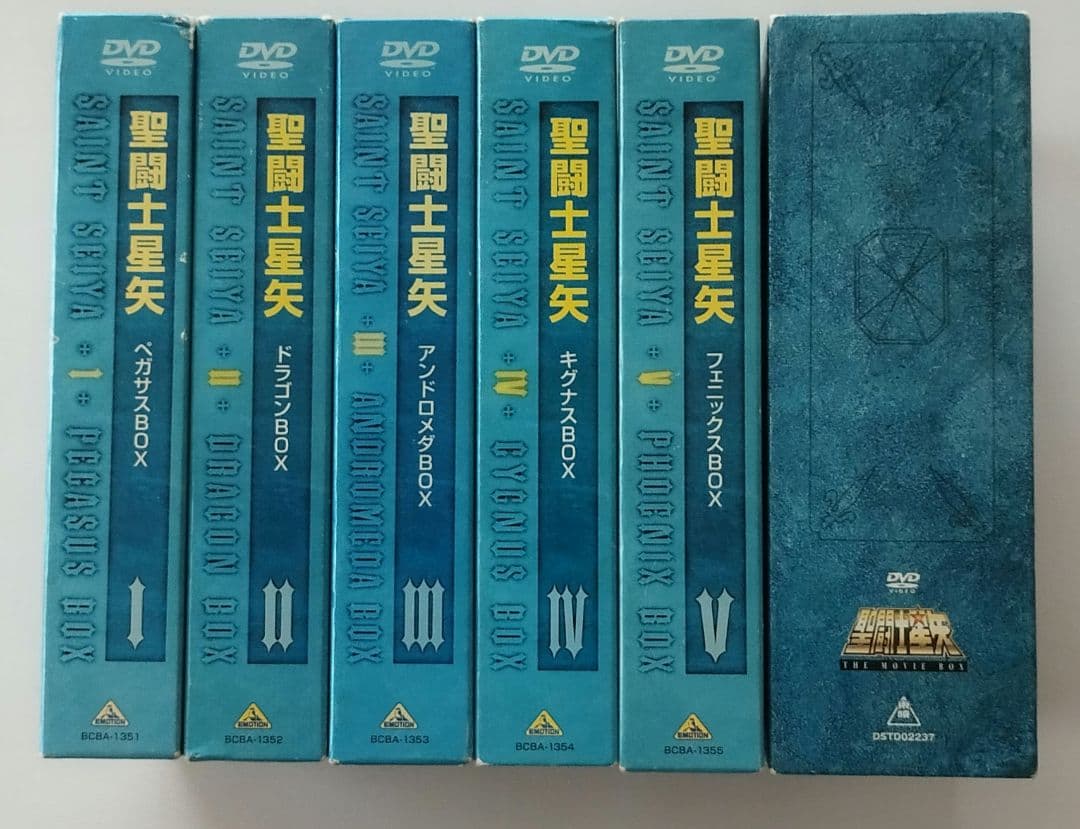 DVD
VIDEO
SAINT SEIYA + I + PEGASUS BOX
聖闘士星矢
ペガサスBOX
I
EMOTION
BCBA-1351
DVD
VIDEO
SAINT SEIYA + II + DRAGON BOX
聖闘士星矢
ドラゴンBOX
II
EMOTION
BCBA-1352
DVD
VIDEO
SAINT SEIYA + III + ANDROMEDA BOX
聖闘士星矢
アンドロメダBOX
III
EMOTION
BCBA-1353
DVD
VIDEO
SAINT SEIYA + IV + CYGNUS BOX
聖闘士星矢
キグナスBOX
IV
EMOTION
BCBA-1354
DVD
VIDEO
SAINT SEIYA + V + PHOENIX BOX
聖闘士星矢
フェニックスBOX
V
EMOTION
BCBA-1355
DVD
VIDEO
聖闘士星矢
THE MOVIE BOX
東映
DSTD02237